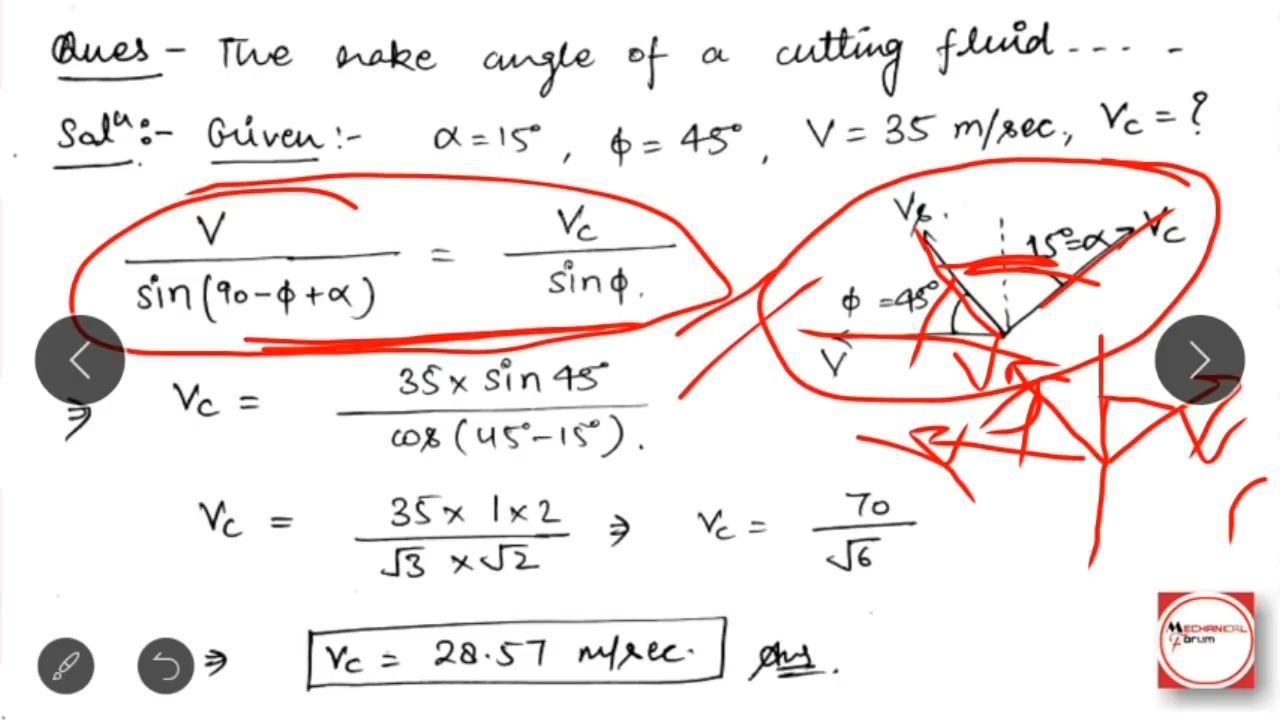 Ques - The rake angle of a cutting fluid.....
Solⁿ:- Given :- α = 15°, ϕ = 45°, V = 35 m/sec, Vc = ?
V / sin(90-ϕ+α) = Vc / sinϕ.
Vs. 15°=α Vc
ϕ = 45°
V
⇒ Vc = 35 x sin 45° / cos (45°-15°).
Vc = 35 x 1 x 2 / √3 x √2 ⇒ Vc = 70 / √6
⇒ Vc = 28.57 m/sec. Ans.
MECHANICAL
Forum